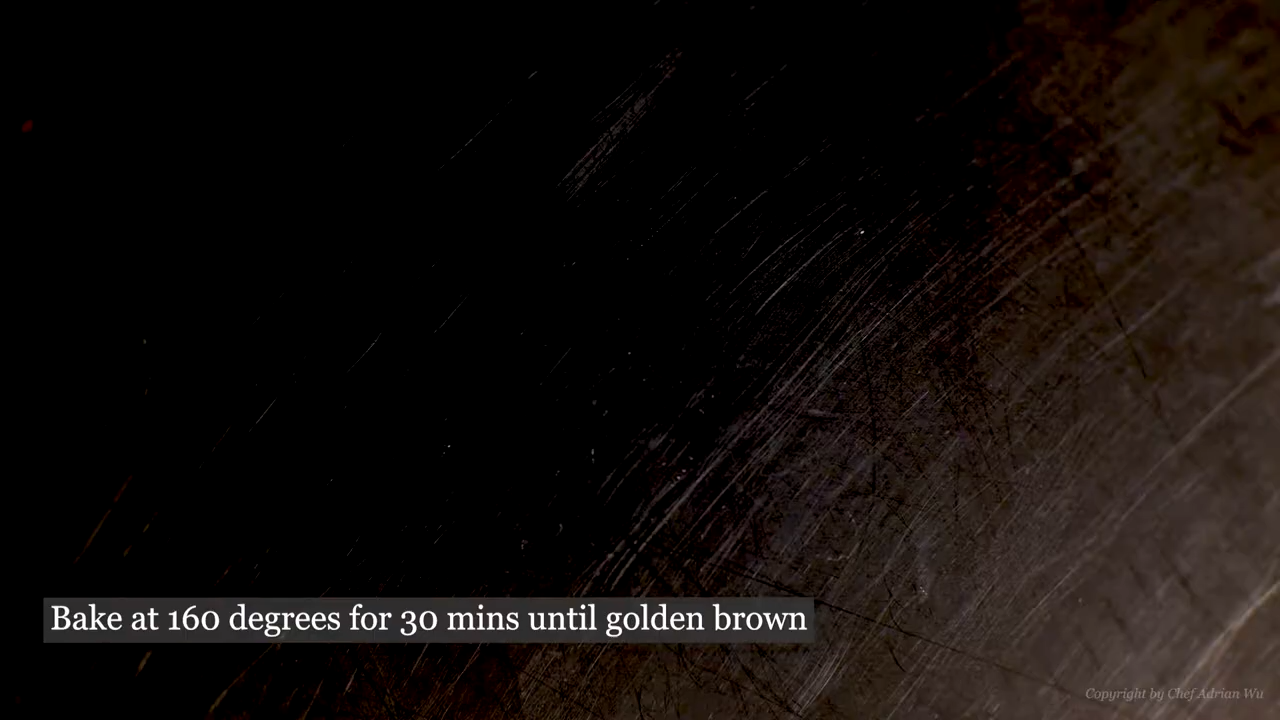 Bake at 160 degrees for 30 mins until golden brown
Copyright by Chef Adrian Wu